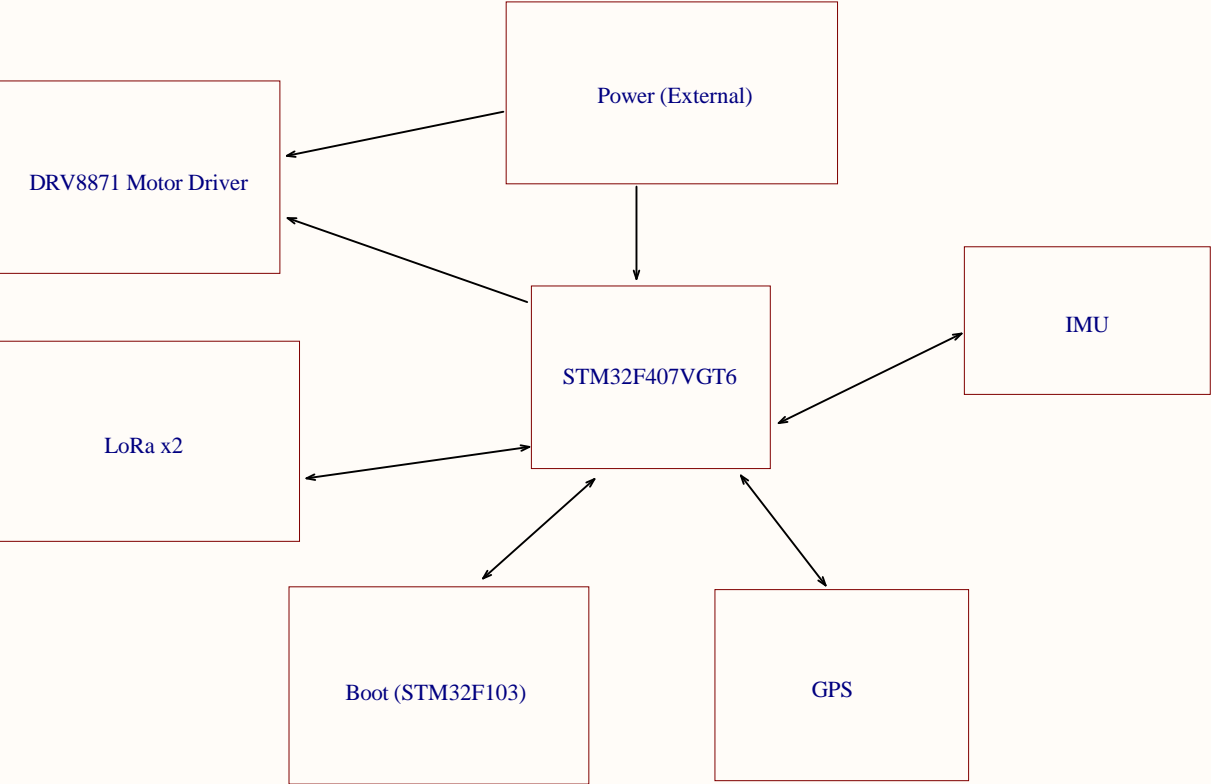 Power (External)
DRV8871 Motor Driver
IMU
STM32F407VGT6
LoRa x2
Boot (STM32F103)
GPS